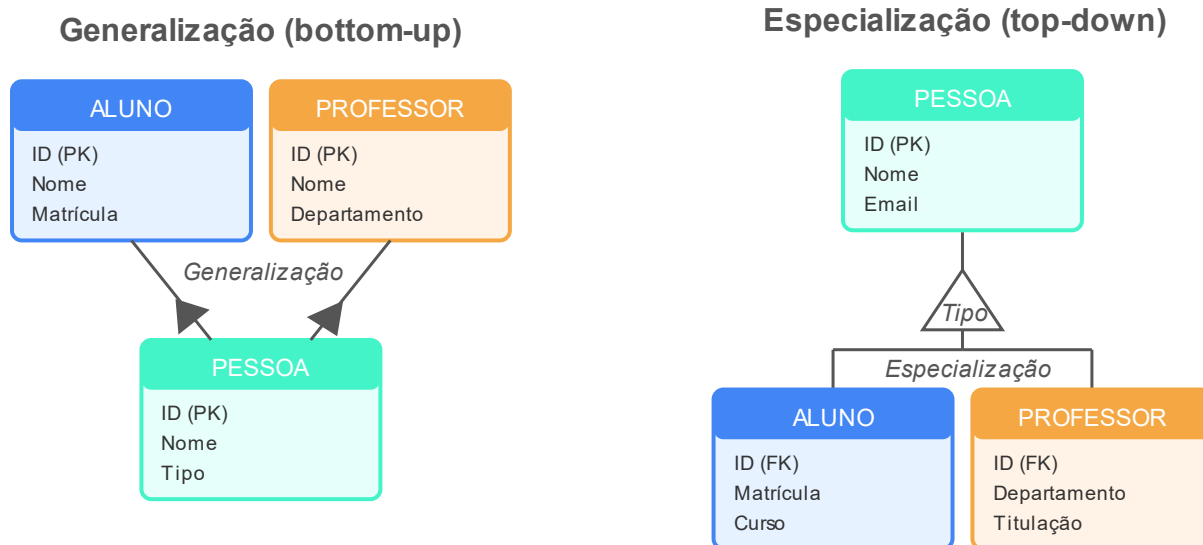 Generalização (bottom-up)
ALUNO
ID (PK)
Nome
Matrícula
PROFESSOR
ID (PK)
Nome
Departamento
Generalização
PESSOA
ID (PK)
Nome
Tipo
Especialização (top-down)
PESSOA
ID (PK)
Nome
Email
Tipo
Especialização
ALUNO
ID (FK)
Matrícula
Curso
PROFESSOR
ID (FK)
Departamento
Titulação